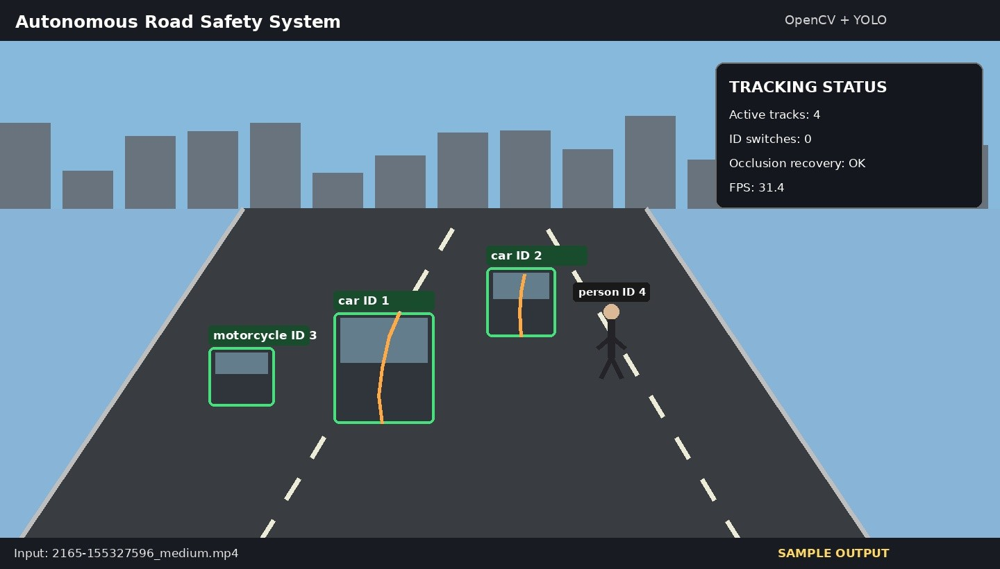 Autonomous Road Safety System
OpenCV + YOLO
TRACKING STATUS
Active tracks: 4
ID switches: 0
Occlusion recovery: OK
FPS: 31.4
car ID 2
person ID 4
car ID 1
motorcycle ID 3
Input: 2165-155327596_medium.mp4
SAMPLE OUTPUT